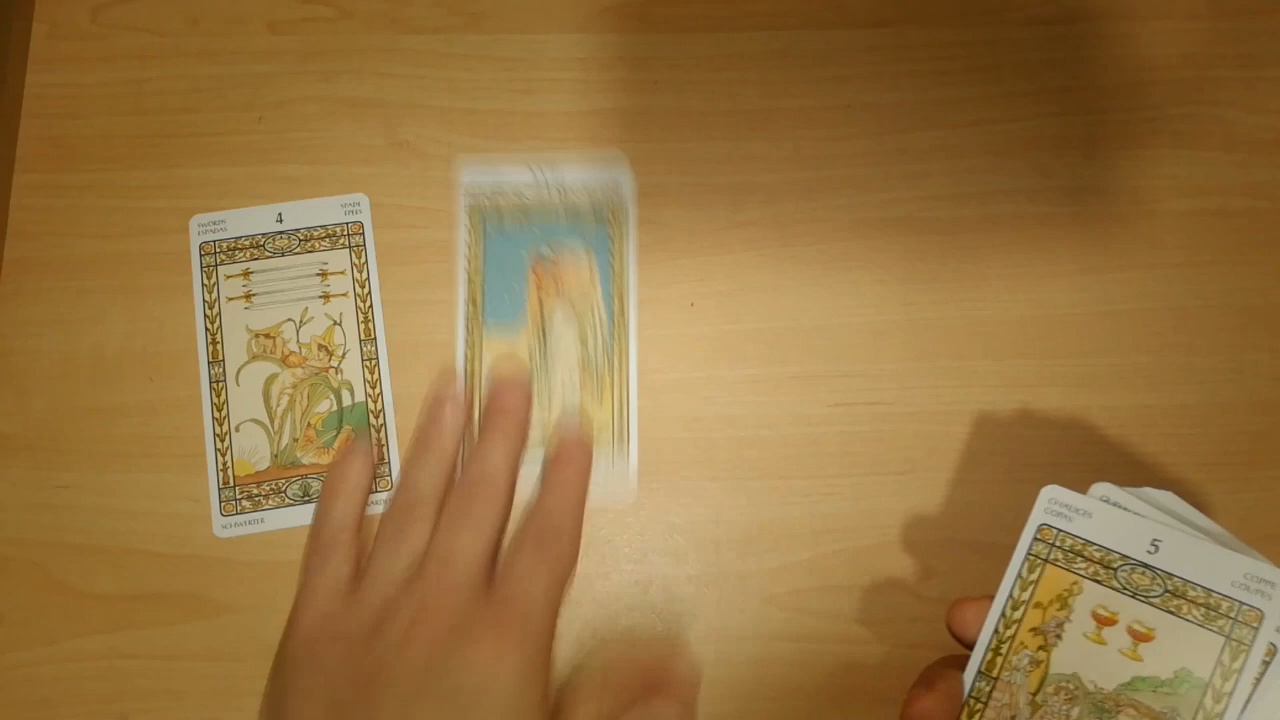 4
SWORDS
ESPADAS
SPADE
EPEES
SCHWERTER
5
CHALICES
COPAS
COPPE
COUPES